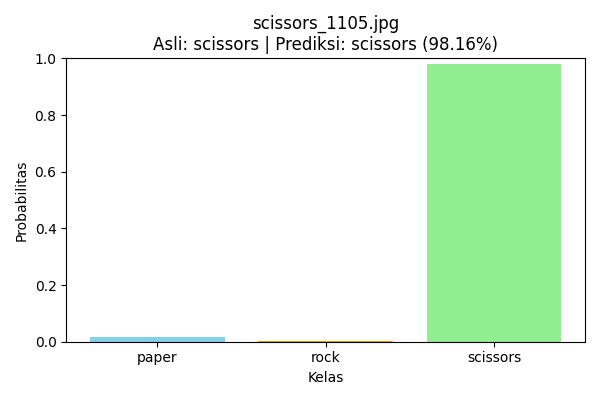 scissors_1105.jpg
Asli: scissors | Prediksi: scissors (98.16%)
1.0
0.8
0.6
0.4
0.2
0.0
Probabilitas
paper
rock
scissors
Kelas